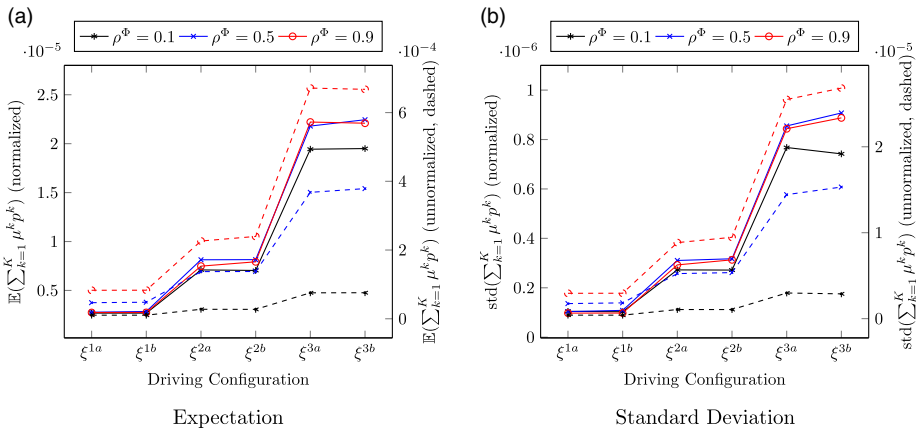 (a)
ρ^Φ = 0.1 ρ^Φ = 0.5 ρ^Φ = 0.9
·10^−5 ·10^−4
2.5
2
1.5
1
0.5
6
4
2
0
𝔼(∑_{k=1}^{K} μ^k p^k) (normalized)
𝔼(∑_{k=1}^{K} μ^k p^k) (unnormalized, dashed)
ξ^{1a} ξ^{1b} ξ^{2a} ξ^{2b} ξ^{3a} ξ^{3b}
Driving Configuration
Expectation
(b)
ρ^Φ = 0.1 ρ^Φ = 0.5 ρ^Φ = 0.9
·10^−6 ·10^−5
1
0.8
0.6
0.4
0.2
0
2
1
0
std(∑_{k=1}^{K} μ^k p^k) (normalized)
std(∑_{k=1}^{K} μ^k p^k) (unnormalized, dashed)
ξ^{1a} ξ^{1b} ξ^{2a} ξ^{2b} ξ^{3a} ξ^{3b}
Driving Configuration
Standard Deviation